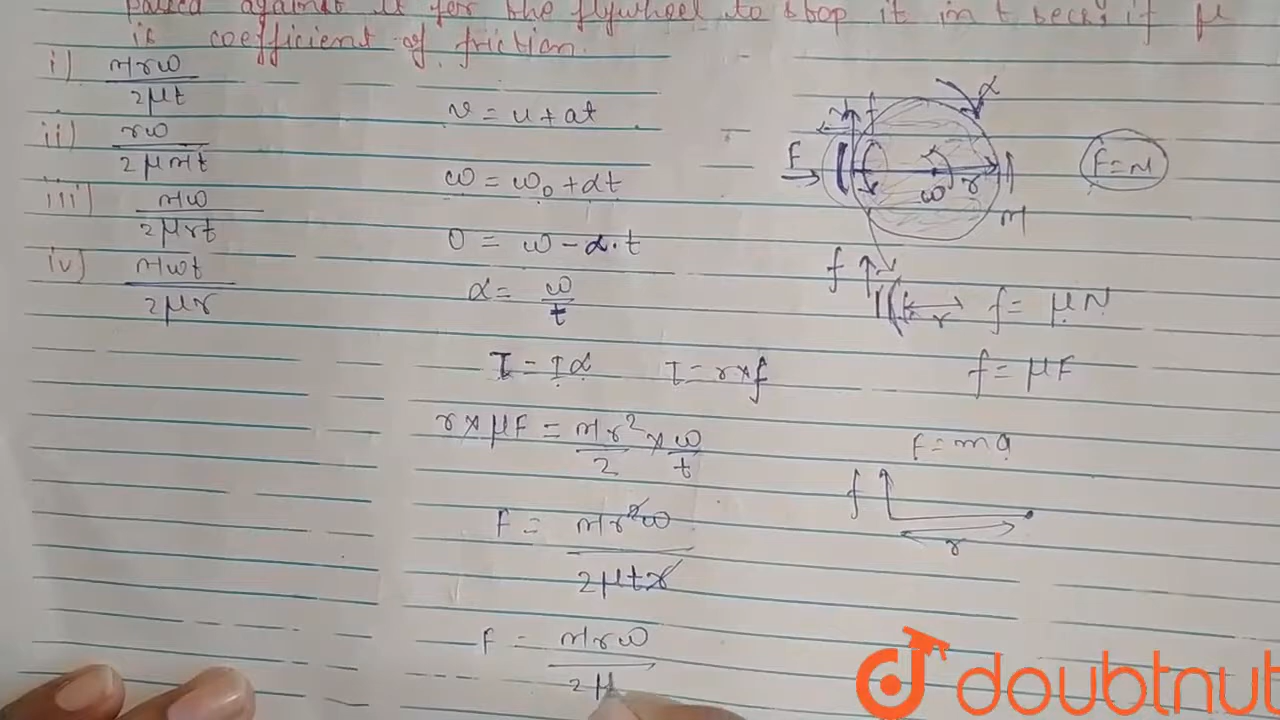 passed against it for the flywheel to stop it in t secs, if μ
is coefficient of friction.
i) Mrω / 2μt
ii) rω / 2μMt
iii) Mω / 2μrt
iv) Mωt / 2μr
v = u + at
ω = ω₀ + αt
0 = ω - α·t
α = ω / t
τ = Iα τ = r×f
r×μF = Mr² / 2 × ω / t
F = Mr²ω / 2μtr
F = Mrω / 2μ
α
N
f
F
ω
r
M
F = N
f
r
f = μN
f = μF
F = ma
f
r
doubtnut